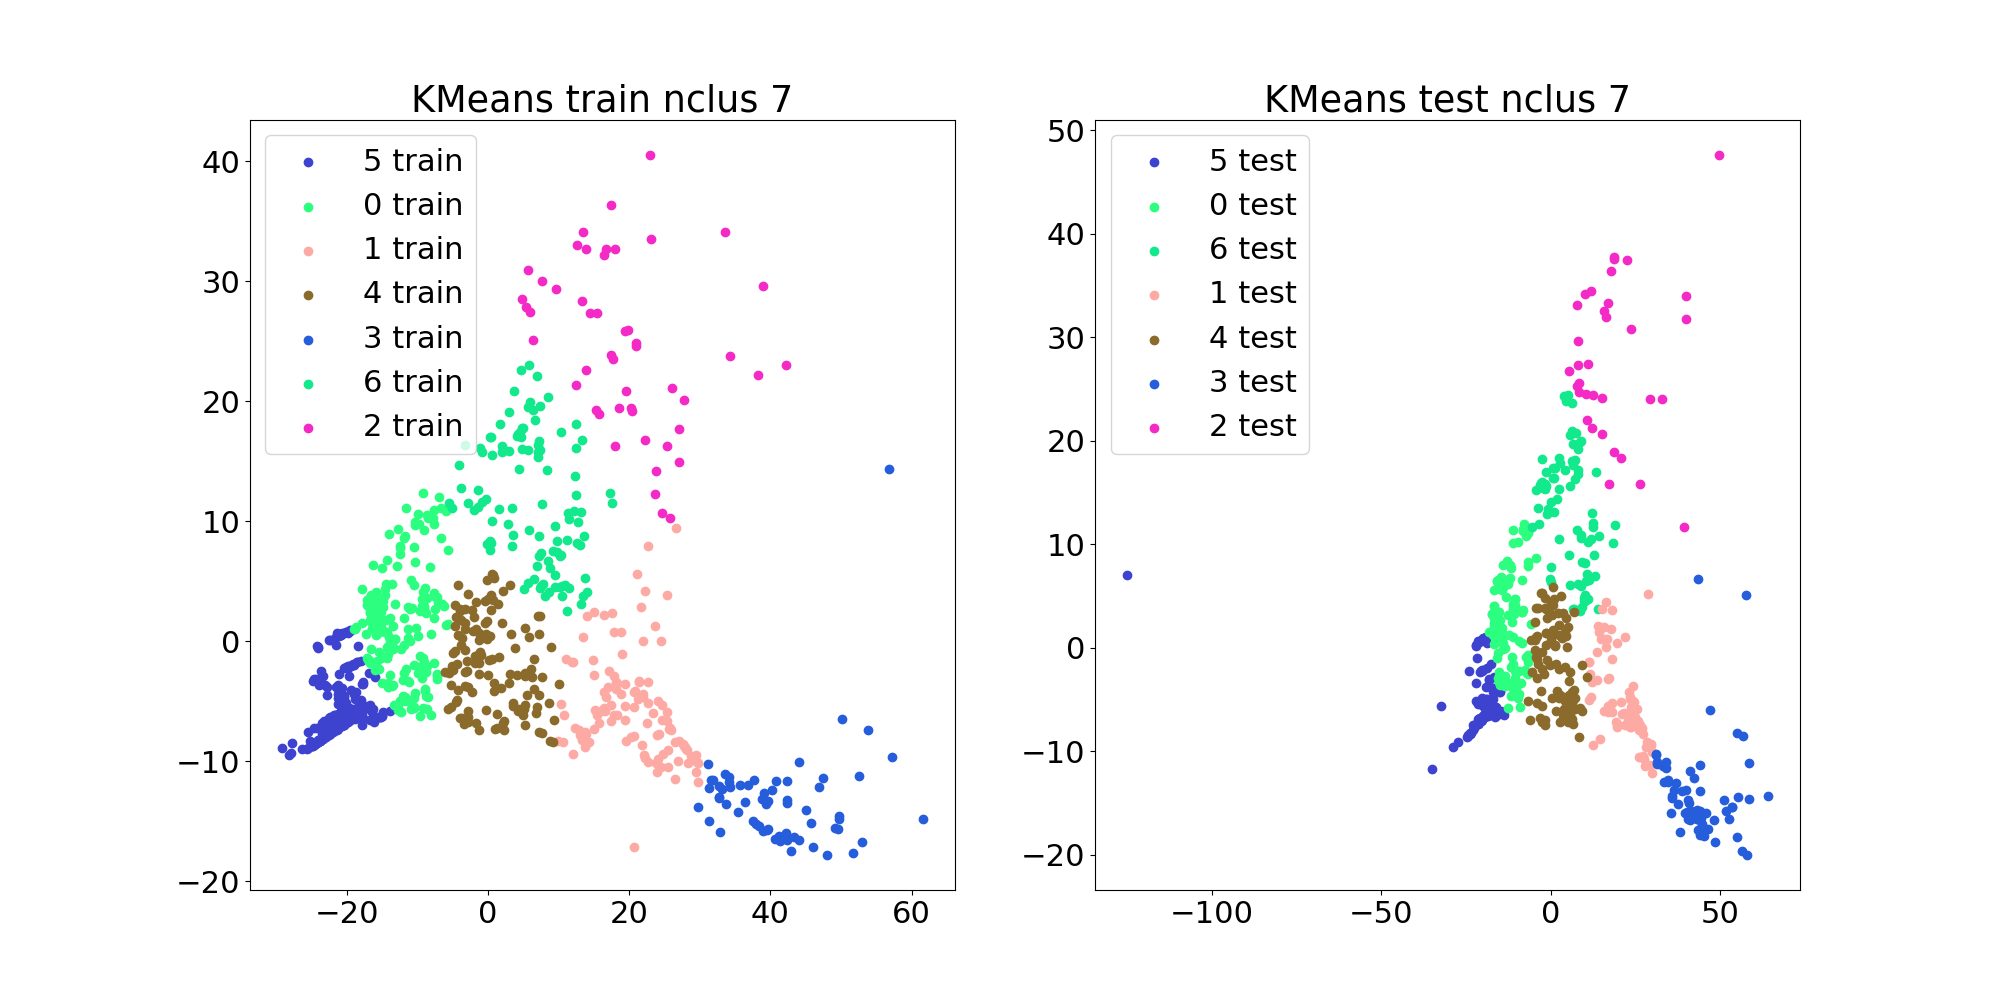 KMeans train nclus 7
40
30
20
10
0
−10
−20
5 train
0 train
1 train
4 train
3 train
6 train
2 train
−20 0 20 40 60
KMeans test nclus 7
50
40
30
20
10
0
−10
−20
5 test
0 test
6 test
1 test
4 test
3 test
2 test
−100 −50 0 50